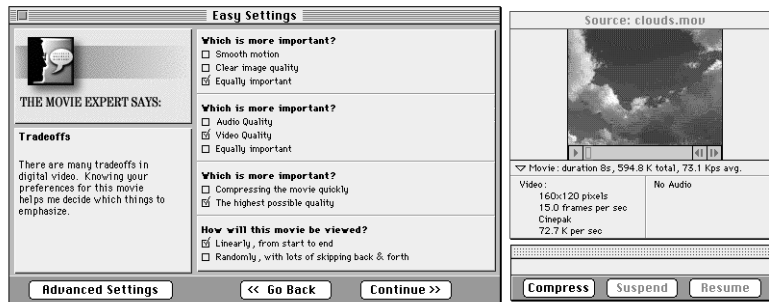 Easy Settings
THE MOVIE EXPERT SAYS:
Tradeoffs
There are many tradeoffs in
digital video. Knowing your
preferences for this movie
helps me decide which things to
emphasize.
Which is more important?
Smooth motion
Clear image quality
Equally important
Which is more important?
Audio Quality
Video Quality
Equally important
Which is more important?
Compressing the movie quickly
The highest possible quality
How will this movie be viewed?
Linearly, from start to end
Randomly, with lots of skipping back & forth
Advanced Settings
<< Go Back
Continue >>
Source: clouds.mov
Movie: duration 8s, 594.8 K total, 73.1 Kps avg.
Video:
160x120 pixels
15.0 frames per sec
Cinepak
72.7 K per sec
No Audio
Compress
Suspend
Resume